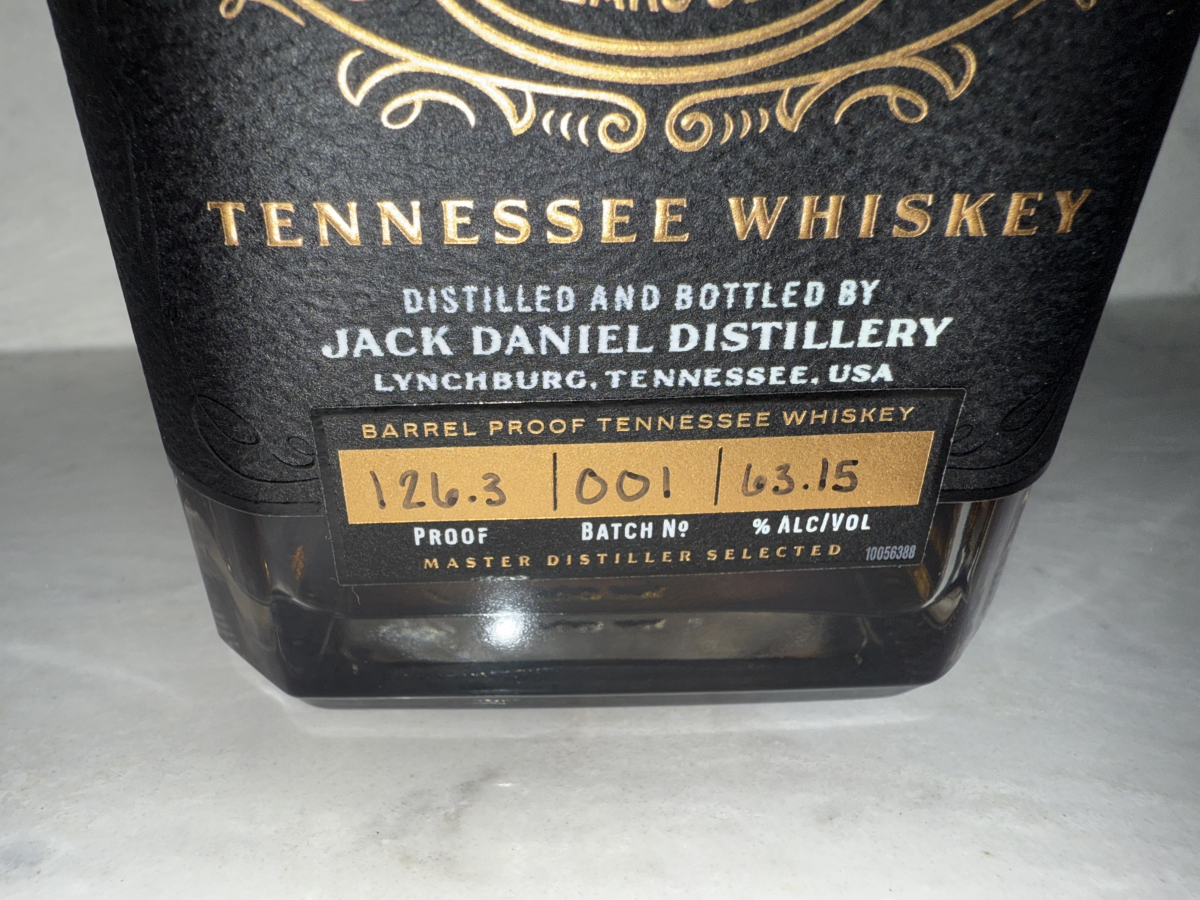 TENNESSEE WHISKEY
DISTILLED AND BOTTLED BY
JACK DANIEL DISTILLERY
LYNCHBURG, TENNESSEE, USA
BARREL PROOF TENNESSEE WHISKEY
126.3 001 63.15
PROOF BATCH Nº % ALC/VOL
MASTER DISTILLER SELECTED 10056388